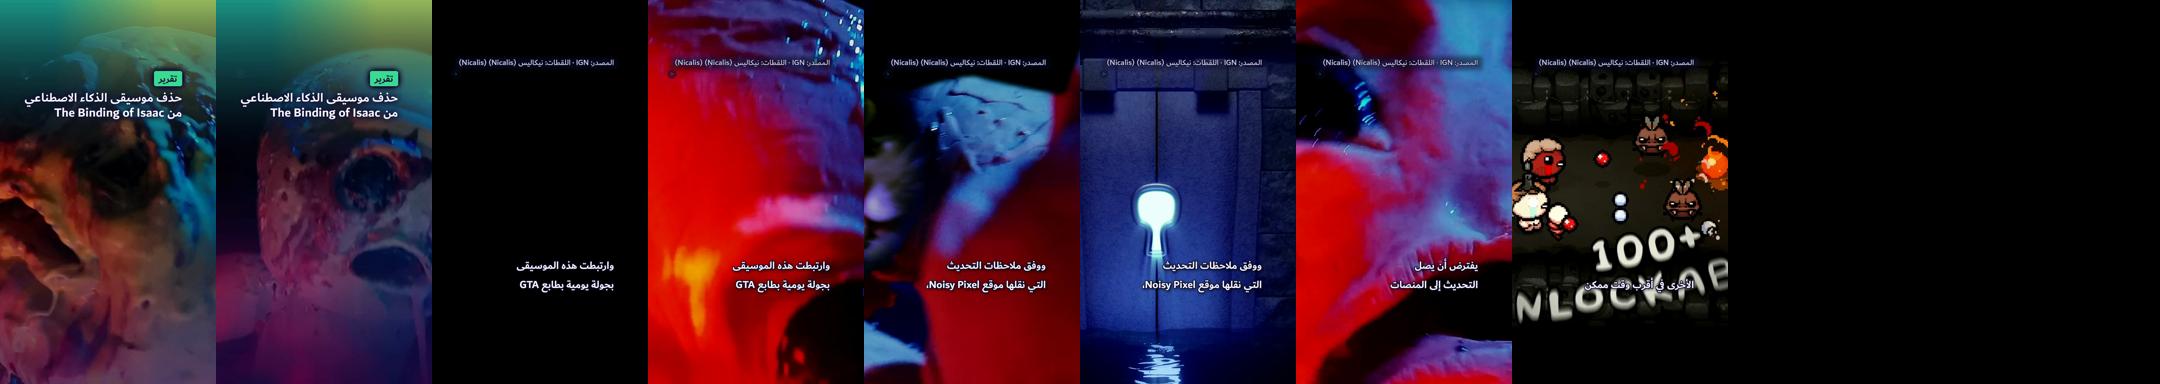 تقرير
حذف موسيقى الذكاء الاصطناعي
من The Binding of Isaac
تقرير
حذف موسيقى الذكاء الاصطناعي
من The Binding of Isaac
المصدر: IGN · اللقطات: نيكاليس (Nicalis) (Nicalis)
وارتبطت هذه الموسيقى
بجولة يومية بطابع GTA
المصدر: IGN · اللقطات: نيكاليس (Nicalis) (Nicalis)
وارتبطت هذه الموسيقى
بجولة يومية بطابع GTA
المصدر: IGN · اللقطات: نيكاليس (Nicalis) (Nicalis)
ووفق ملاحظات التحديث
التي نقلها موقع Noisy Pixel،
المصدر: IGN · اللقطات: نيكاليس (Nicalis) (Nicalis)
ووفق ملاحظات التحديث
التي نقلها موقع Noisy Pixel،
المصدر: IGN · اللقطات: نيكاليس (Nicalis) (Nicalis)
يفترض أن يصل
التحديث إلى المنصات
المصدر: IGN · اللقطات: نيكاليس (Nicalis) (Nicalis)
100+
الأخرى في أقرب وقت ممكن
NLOCKAB